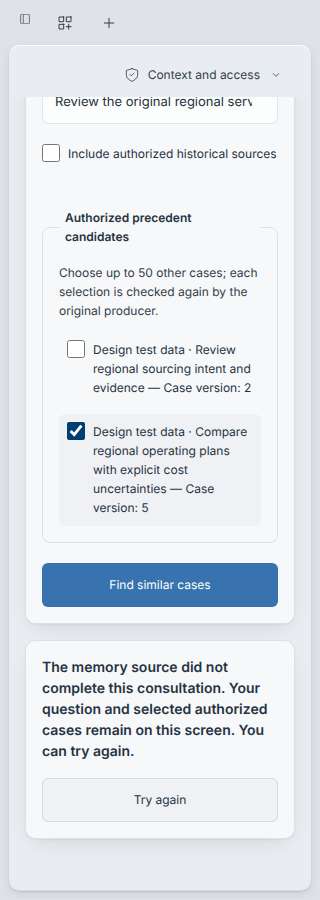 Context and access
Review the original regional serv
Include authorized historical sources
Authorized precedent
candidates
Choose up to 50 other cases; each
selection is checked again by the
original producer.
Design test data · Review
regional sourcing intent and
evidence — Case version: 2
Design test data · Compare
regional operating plans
with explicit cost
uncertainties — Case
version: 5
Find similar cases
The memory source did not
complete this consultation. Your
question and selected authorized
cases remain on this screen. You
can try again.
Try again